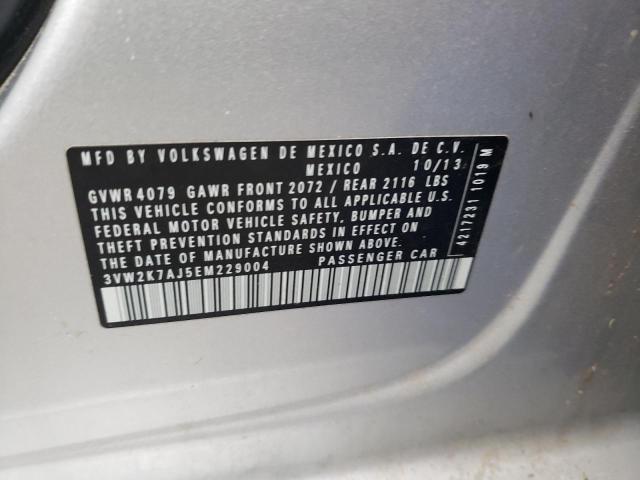 MFD BY VOLKSWAGEN DE MEXICO S.A. DE C.V.
MEXICO 10/13
GVWR 4079 GAWR FRONT 2072 / REAR 2116 LBS
THIS VEHICLE CONFORMS TO ALL APPLICABLE U.S.
FEDERAL MOTOR VEHICLE SAFETY, BUMPER AND
THEFT PREVENTION STANDARDS IN EFFECT ON
THE DATE OF MANUFACTURE SHOWN ABOVE.
3VW2K7AJ5EM229004 PASSENGER CAR
4217231 1019 M